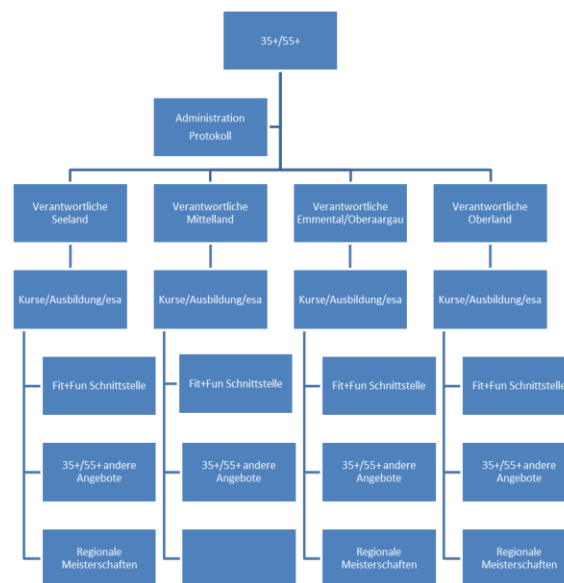 35+/55+
Administration
Protokoll
Verantwortliche
Seeland
Verantwortliche
Mittelland
Verantwortliche
Emmental/Oberaargau
Verantwortliche
Oberland
Kurse/Ausbildung/esa
Kurse/Ausbildung/esa
Kurse/Ausbildung/esa
Kurse/Ausbildung/esa
Fit+Fun Schnittstelle
Fit+Fun Schnittstelle
Fit+Fun Schnittstelle
Fit+Fun Schnittstelle
35+/55+ andere
Angebote
35+/55+ andere
Angebote
35+/55+ andere
Angebote
35+/55+ andere
Angebote
Regionale
Meisterschaften
Regionale
Meisterschaften
Regionale
Meisterschaften